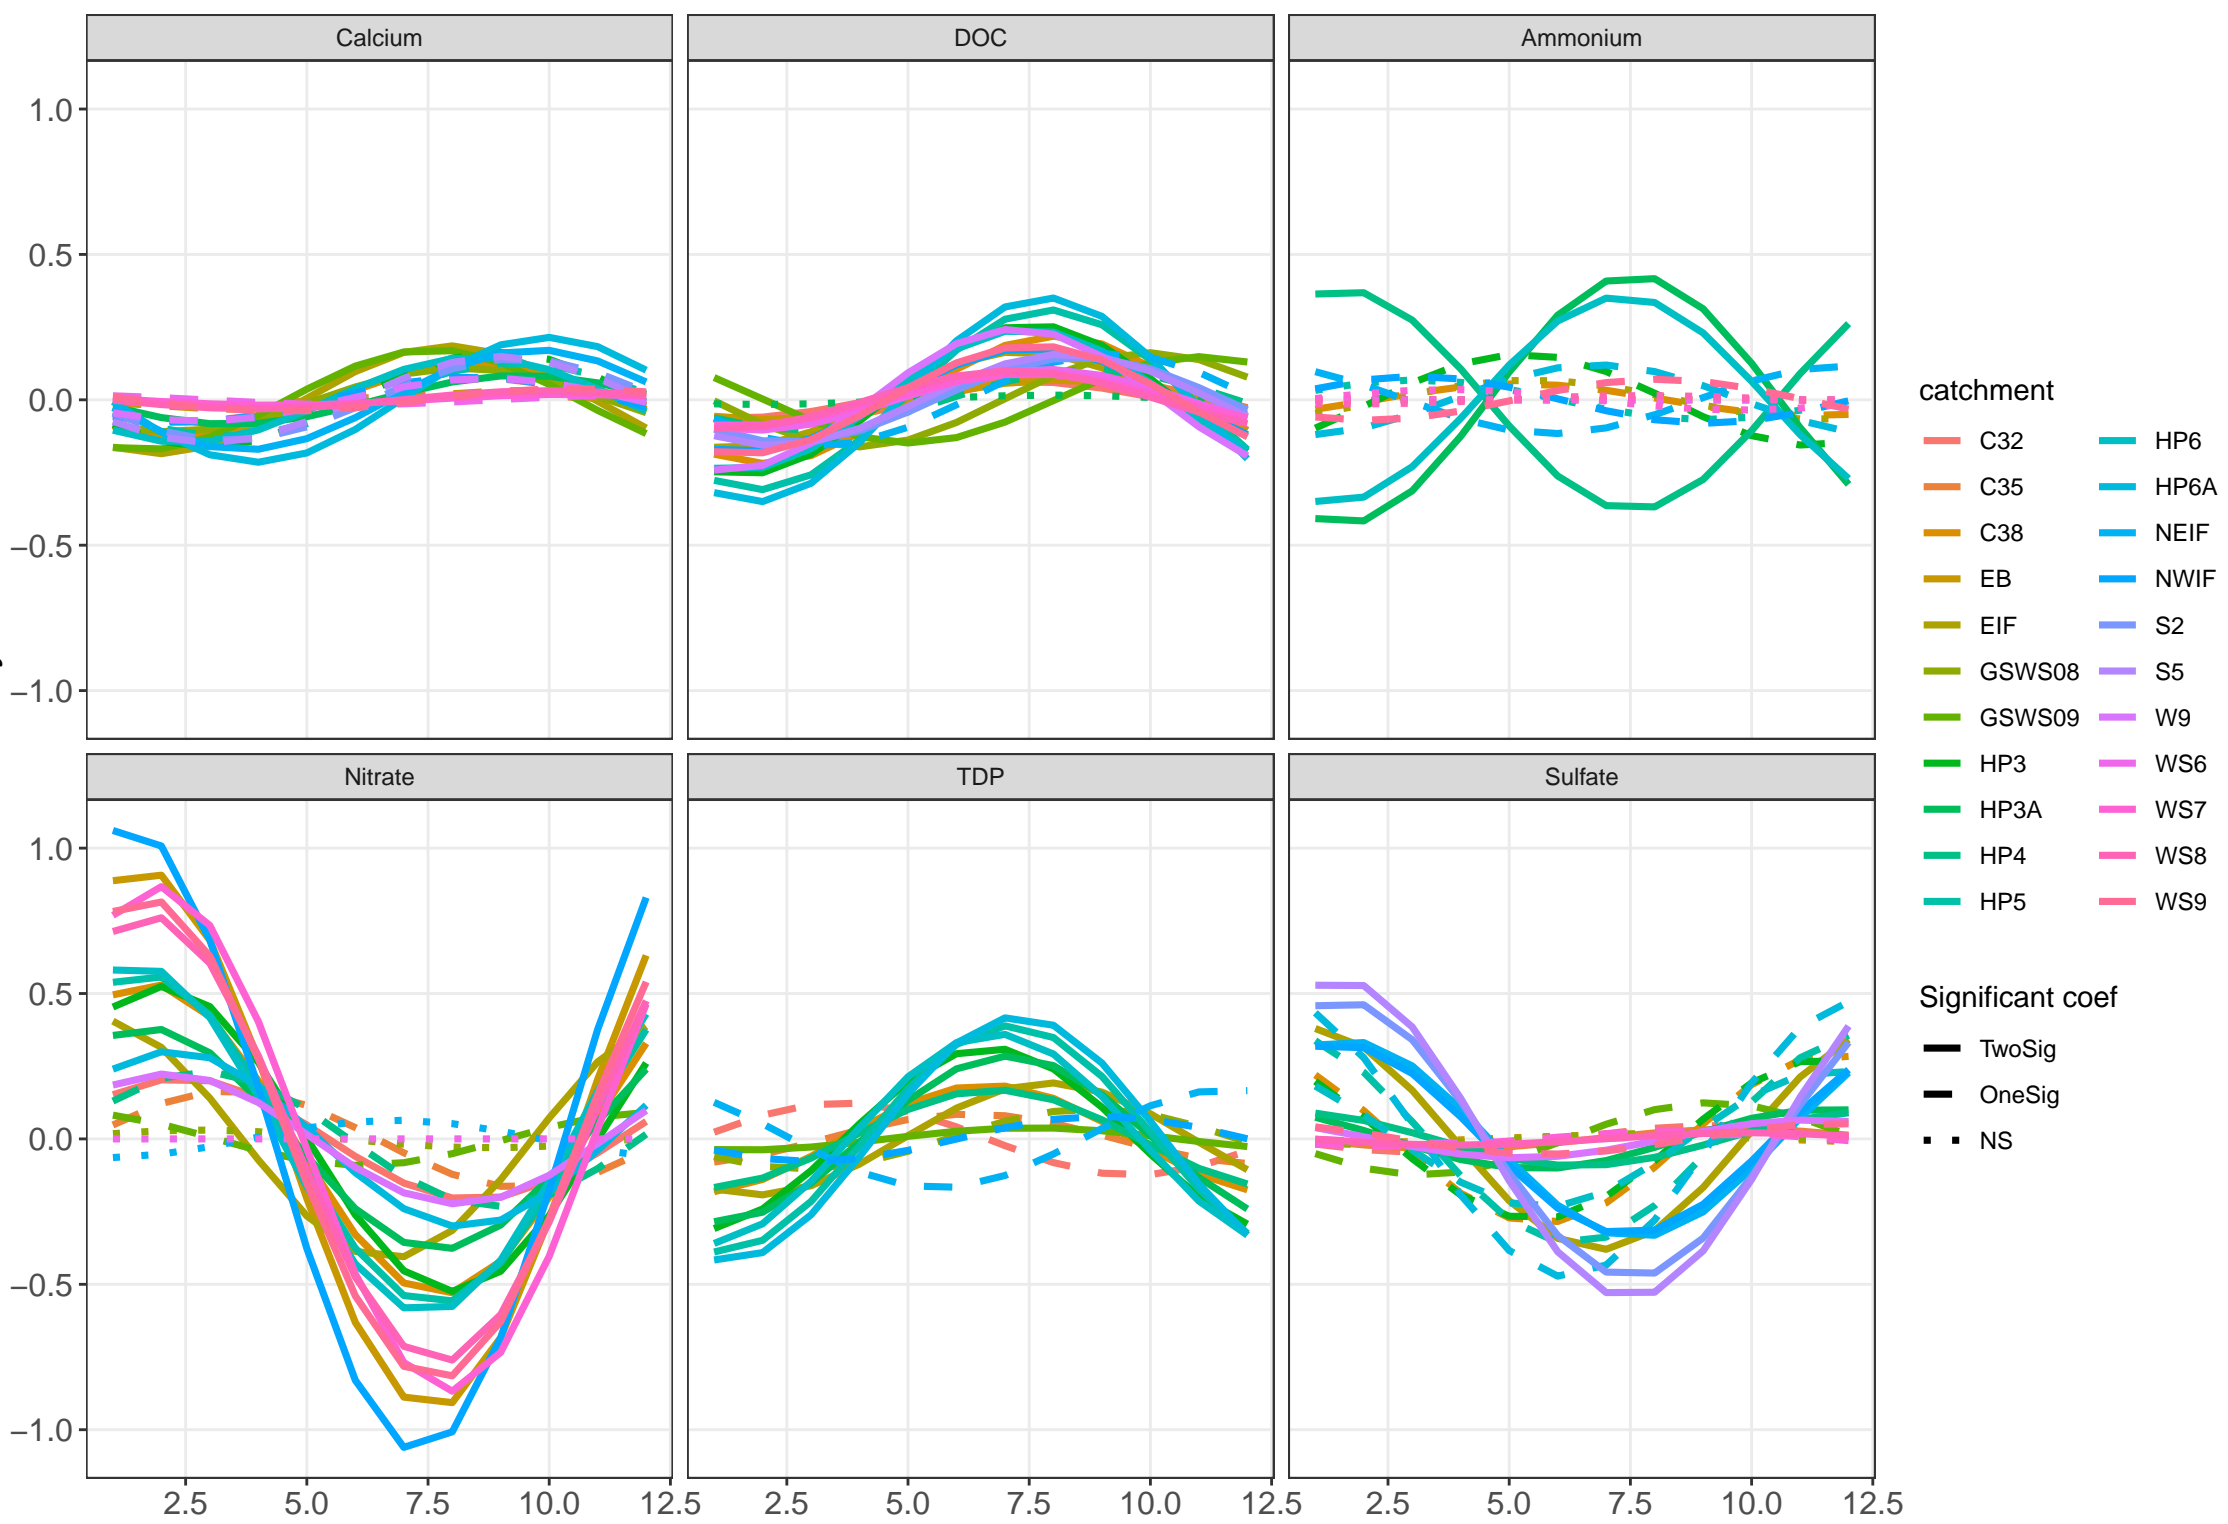 Calcium DOC Ammonium
1.0
0.5
0.0
−0.5
−1.0
Nitrate TDP Sulfate
1.0
0.5
0.0
−0.5
−1.0
2.5 5.0 7.5 10.0 12.5 2.5 5.0 7.5 10.0 12.5 2.5 5.0 7.5 10.0 12.5
catchment
C32 HP6
C35 HP6A
C38 NEIF
EB NWIF
EIF S2
GSWS08 S5
GSWS09 W9
HP3 WS6
HP3A WS7
HP4 WS8
HP5 WS9
Significant coef
TwoSig
OneSig
NS